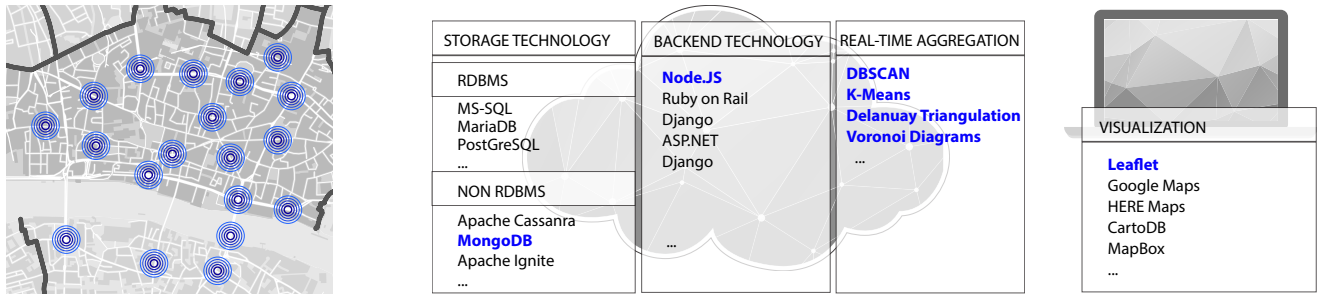 STORAGE TECHNOLOGY
RDBMS
MS-SQL
MariaDB
PostGreSQL
...
NON RDBMS
Apache Cassanra
MongoDB
Apache Ignite
...
BACKEND TECHNOLOGY
Node.JS
Ruby on Rail
Django
ASP.NET
Django
...
REAL-TIME AGGREGATION
DBSCAN
K-Means
Delanuay Triangulation
Voronoi Diagrams
...
VISUALIZATION
Leaflet
Google Maps
HERE Maps
CartoDB
MapBox
...